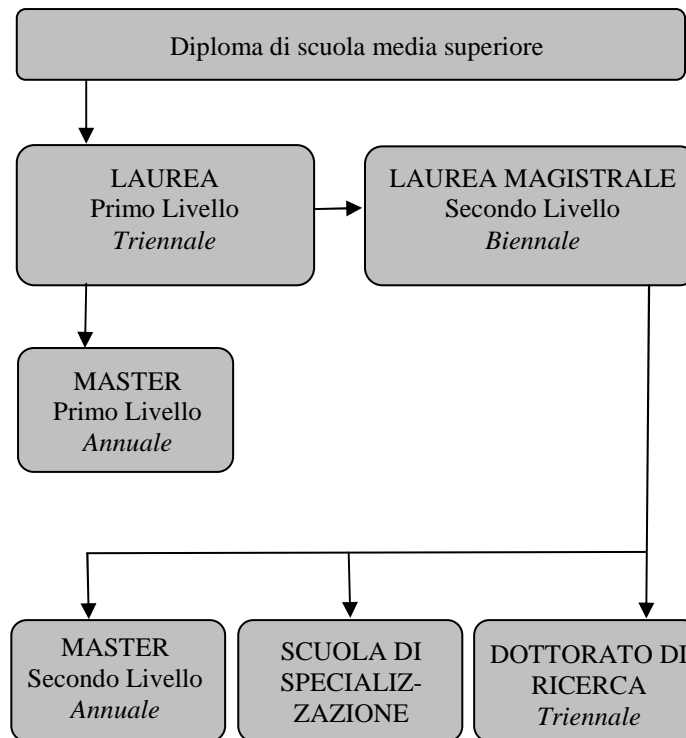 Diploma di scuola media superiore
LAUREA
Primo Livello
Triennale
LAUREA MAGISTRALE
Secondo Livello
Biennale
MASTER
Primo Livello
Annuale
MASTER
Secondo Livello
Annuale
SCUOLA DI
SPECIALIZ-
ZAZIONE
DOTTORATO DI
RICERCA
Triennale